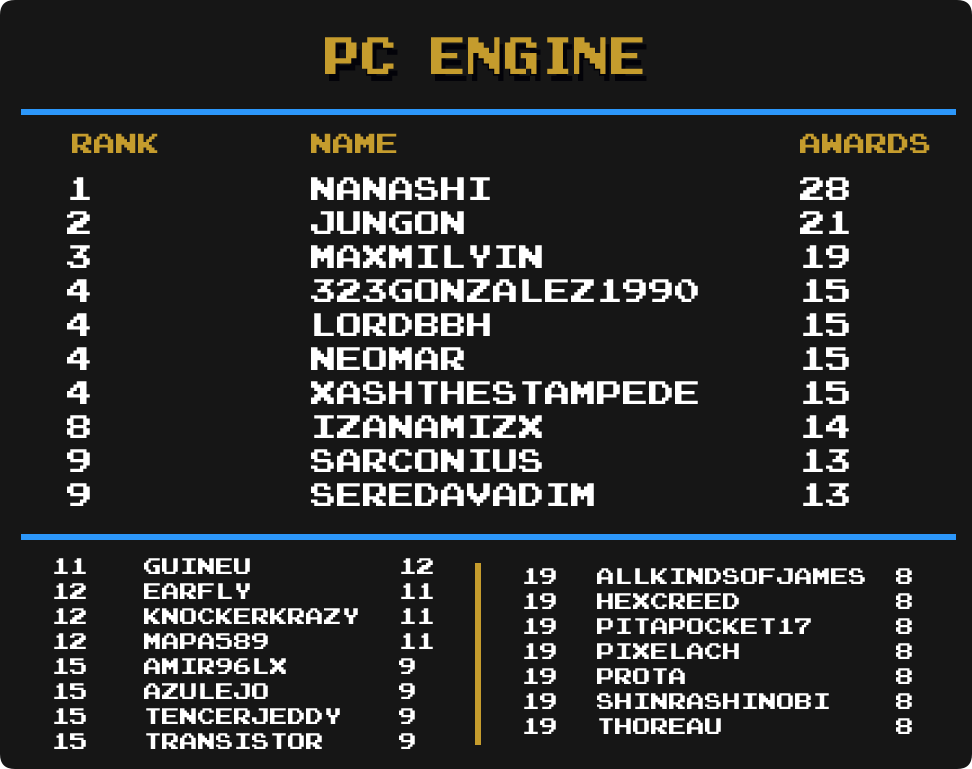 PC ENGINE
RANK NAME AWARDS
1 NANASHI 28
2 JUNGON 21
3 MAXMILYIN 19
4 323GONZALEZ1990 15
4 LORDBBH 15
4 NEOMAR 15
4 XASHTHESTAMPEDE 15
8 IZANAMIZX 14
9 SARCONIUS 13
9 SEREDAVADIM 13
11 GUINEU 12
12 EARFLY 11
12 KNOCKERKRAZY 11
12 MAPA589 11
15 AMIR96LX 9
15 AZULEJO 9
15 TENCERJEDDY 9
15 TRANSISTOR 9
19 ALLKINDSOFJAMES 8
19 HEXCREED 8
19 PITAPOCKET17 8
19 PIXELACH 8
19 PROTA 8
19 SHINRASHINOBI 8
19 THOREAU 8